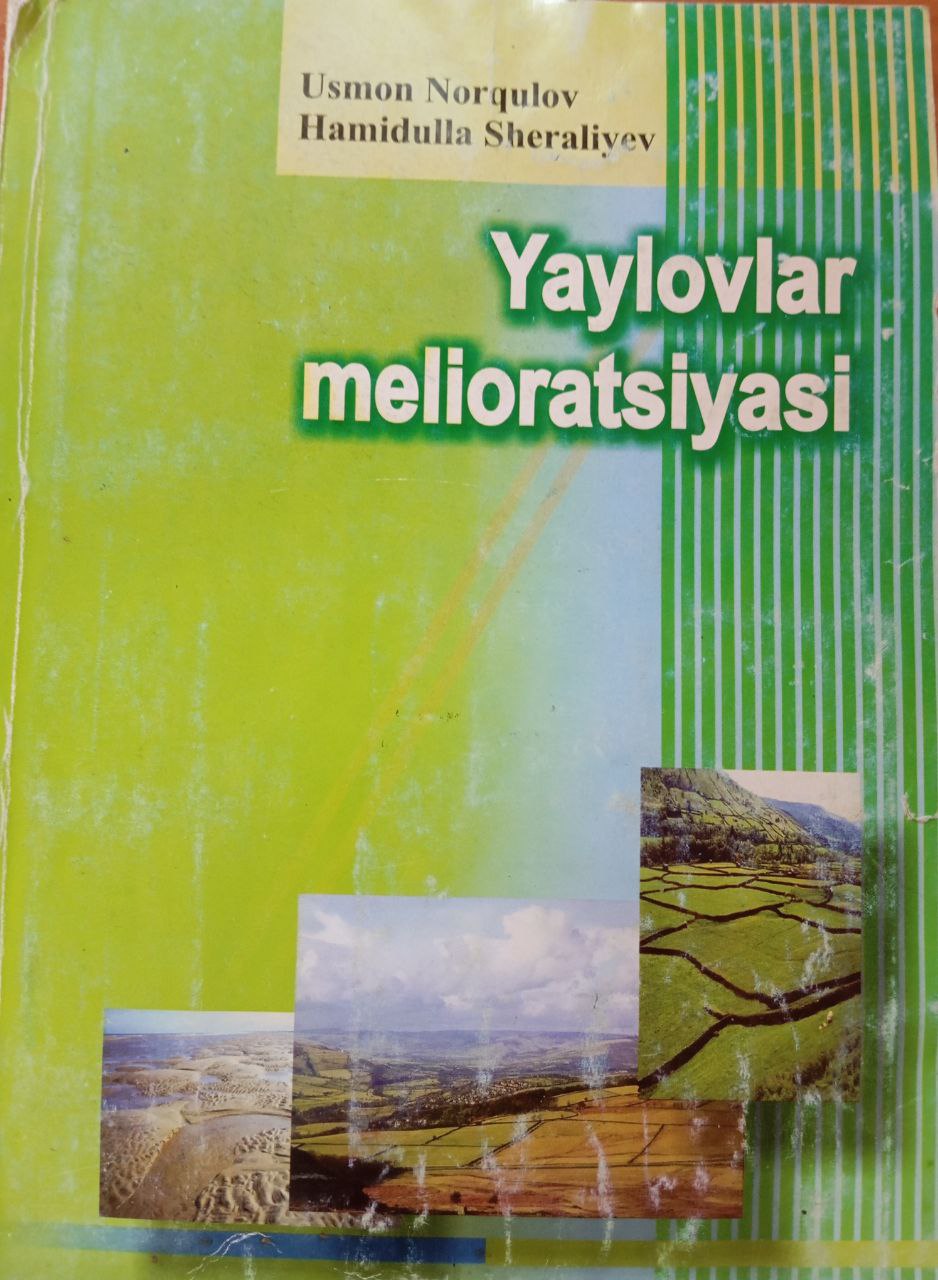 Usmon Norqulov
Hamidulla Sheraliyev
Yaylovlar
melioratsiyasi